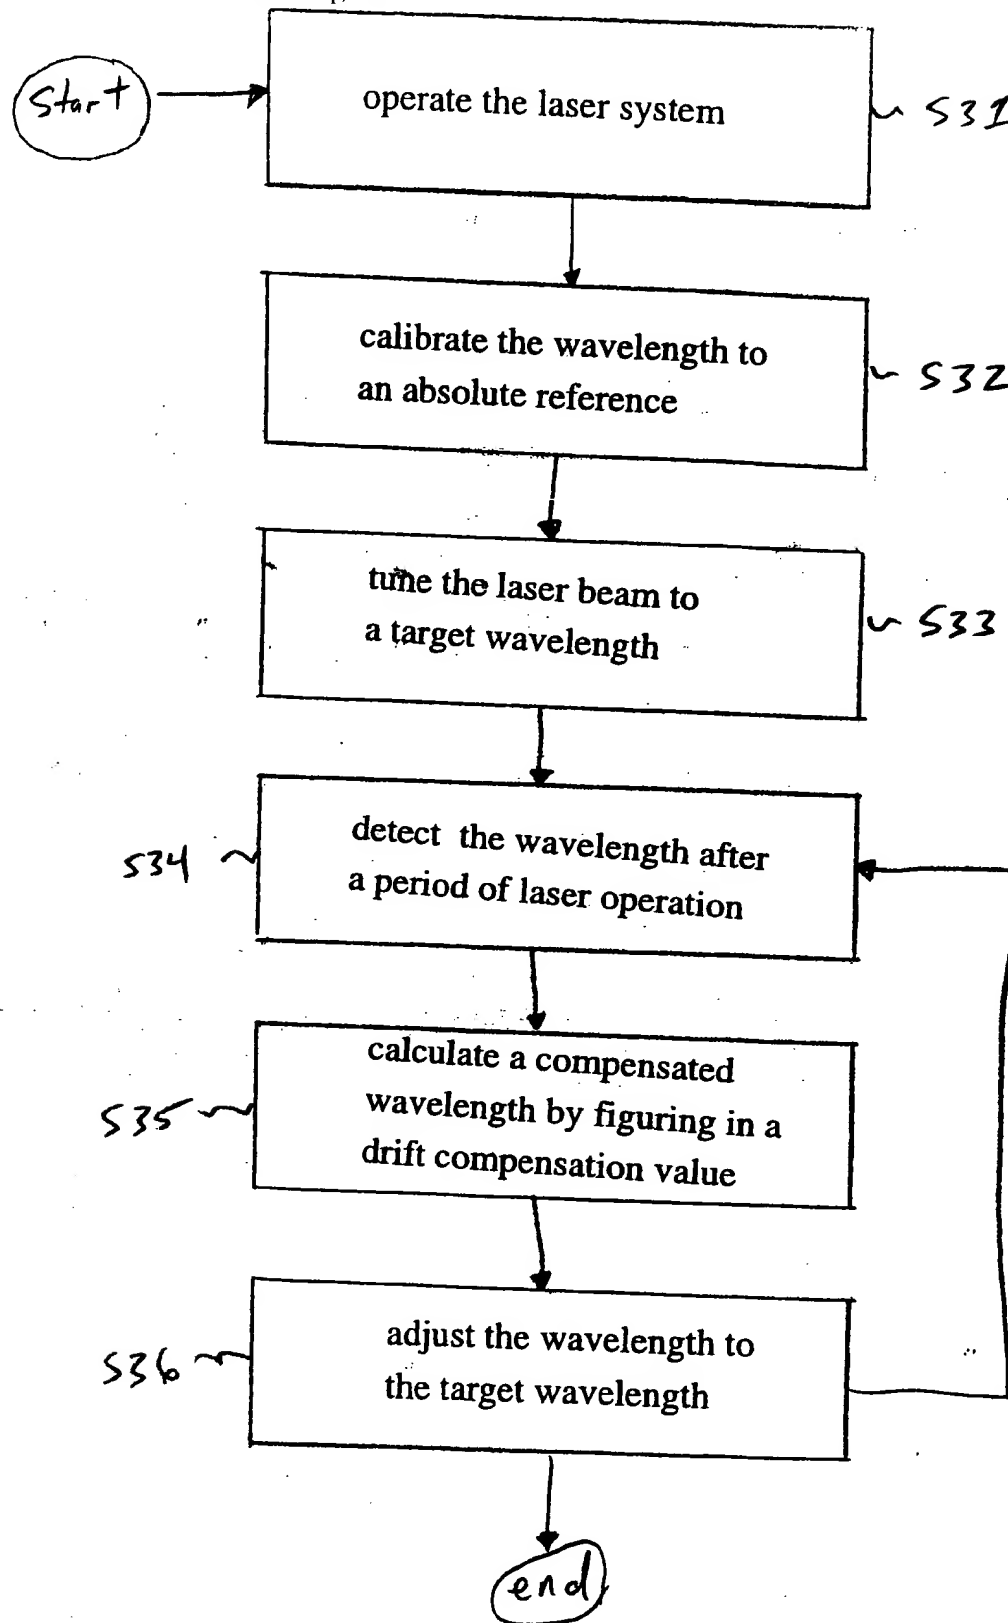 start
operate the laser system
S31
calibrate the wavelength to
an absolute reference
S32
tune the laser beam to
a target wavelength
S33
detect the wavelength after
a period of laser operation
S34
calculate a compensated
wavelength by figuring in a
drift compensation value
S35
adjust the wavelength to
the target wavelength
S36
end